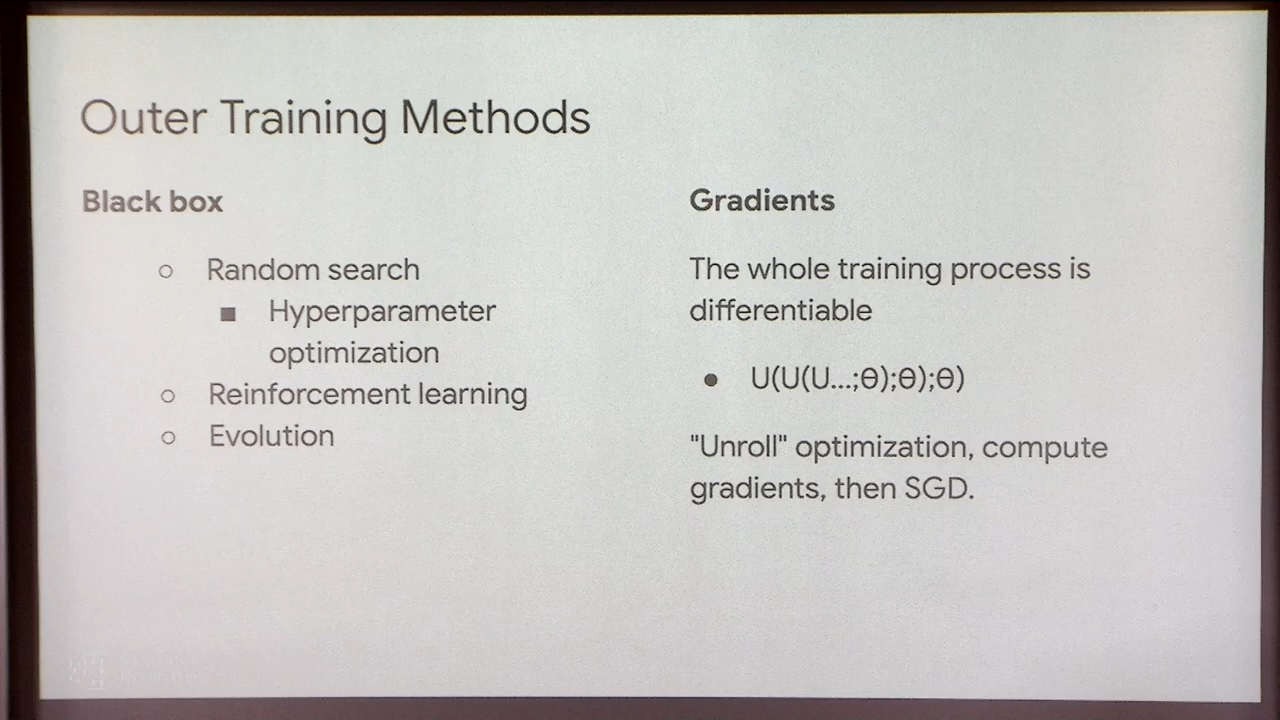 Outer Training Methods
Black box
○ Random search
■ Hyperparameter
optimization
○ Reinforcement learning
○ Evolution
Gradients
The whole training process is
differentiable
● U(U(U...;θ);θ);θ)
"Unroll" optimization, compute
gradients, then SGD.